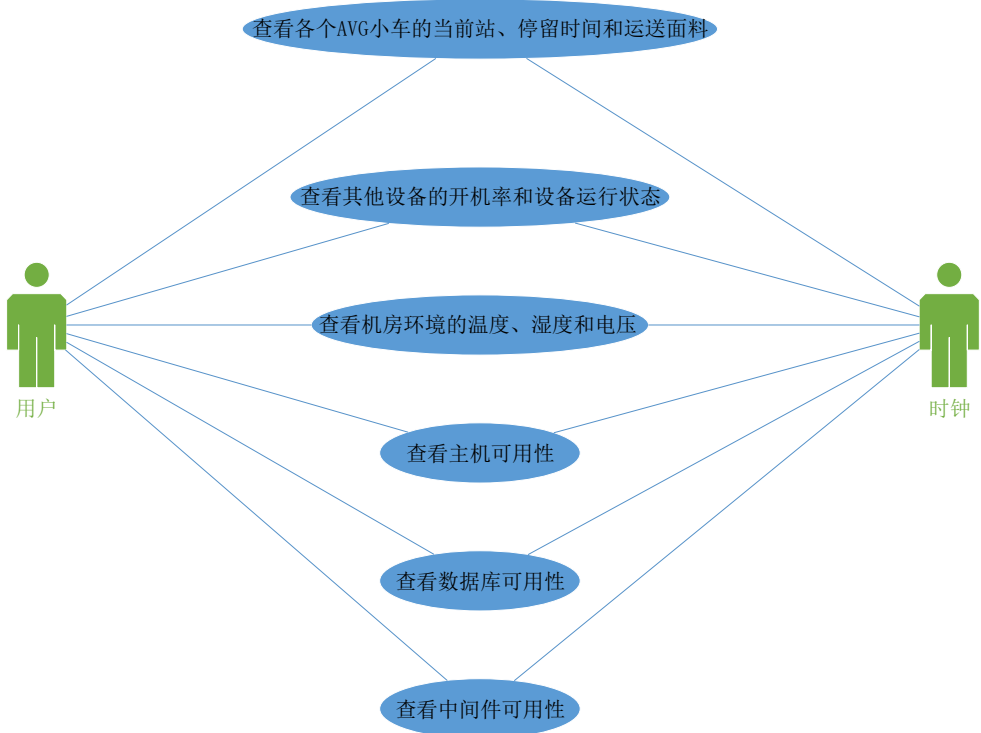 查看各个AVG小车的当前站、停留时间和运送面料
查看其他设备的开机率和设备运行状态
查看机房环境的温度、湿度和电压
用户
时钟
查看主机可用性
查看数据库可用性
查看中间件可用性